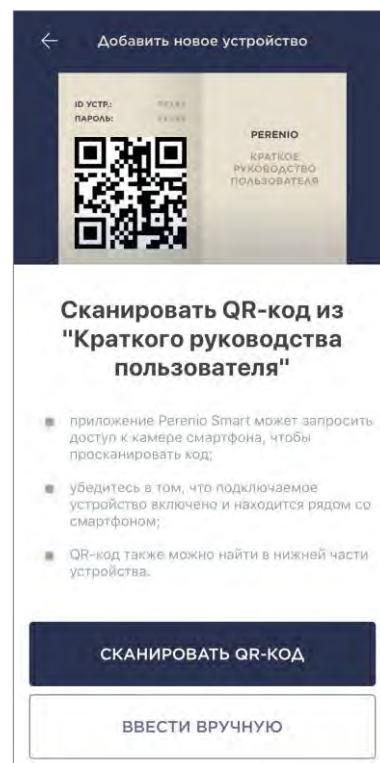 Добавить новое устройство
ID УСТР.:
ПАРОЛЬ:
PERENIO
КРАТКОЕ
РУКОВОДСТВО
ПОЛЬЗОВАТЕЛЯ
Сканировать QR-код из
"Краткого руководства
пользователя"
приложение Perenio Smart может запросить
доступ к камере смартфона, чтобы
просканировать код;
убедитесь в том, что подключаемое
устройство включено и находится рядом со
смартфоном;
QR-код также можно найти в нижней части
устройства.
СКАНИРОВАТЬ QR-КОД
ВВЕСТИ ВРУЧНУЮ